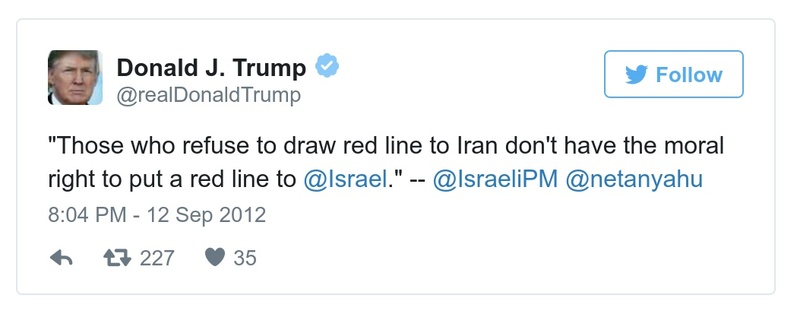 Donald J. Trump
@realDonaldTrump
Follow
"Those who refuse to draw red line to Iran don't have the moral
right to put a red line to @Israel." -- @IsraeliPM @netanyahu
8:04 PM - 12 Sep 2012
227 35